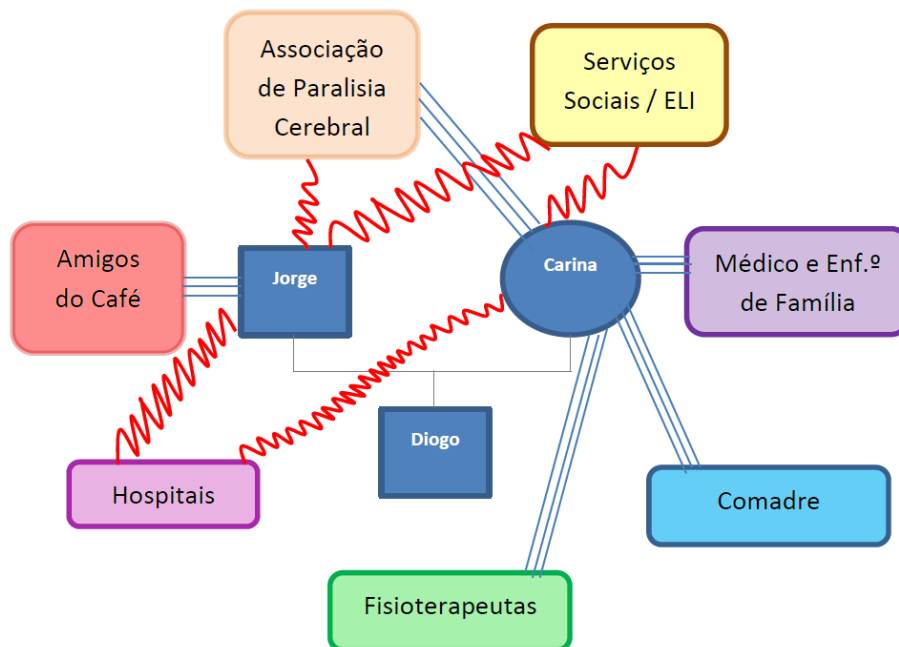 Associação
de Paralisia
Cerebral
Serviços
Sociais / ELI
Amigos
do Café
Jorge
Carina
Médico e Enf.º
de Família
Diogo
Hospitais
Comadre
Fisioterapeutas